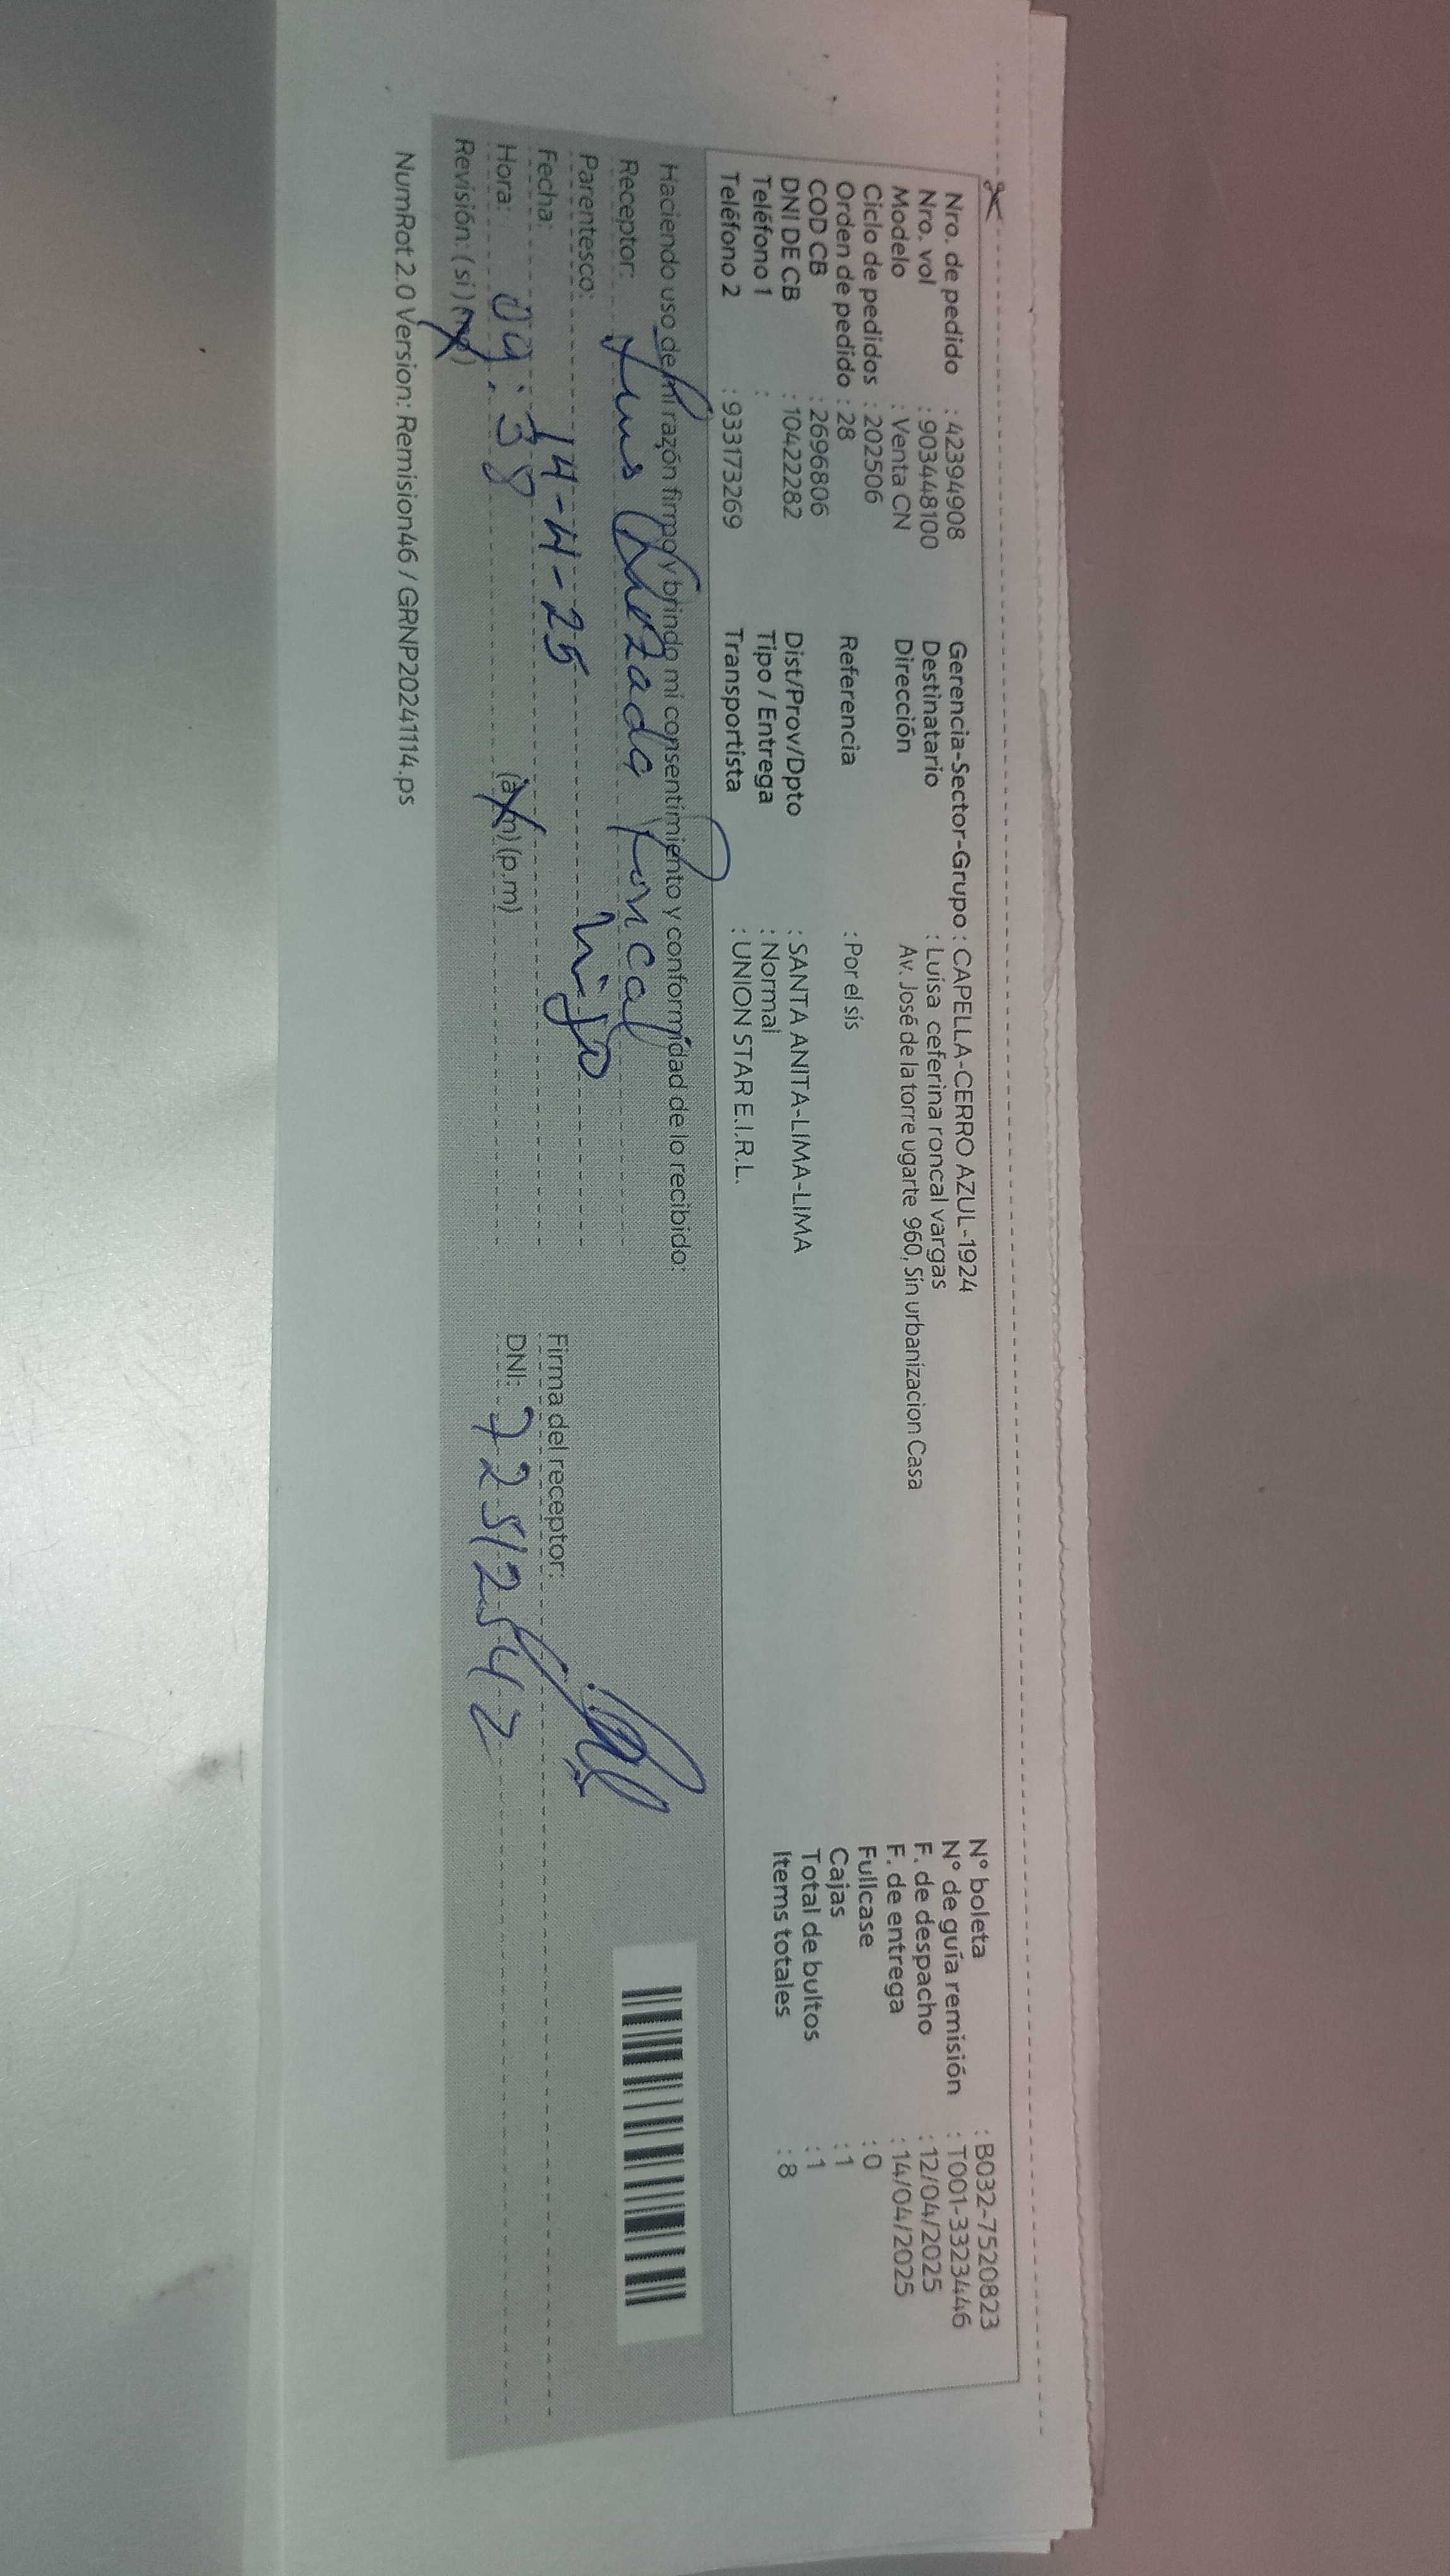 Nro. de pedido : 42394908
Nro. vol : 903448100
Modelo : Venta CN
Ciclo de pedidos : 202506
Orden de pedido : 28
COD CB : 2696806
DNI DE CB : 10422282
Teléfono 1 :
Teléfono 2 : 933173269
Gerencia-Sector-Grupo : CAPELLA-CERRO AZUL-1924
Destinatario : Luisa ceferina roncal vargas
Dirección Av. José de la torre ugarte 960, Sin urbanizacion Casa
Referencia : Por el sis
Dist/Prov/Dpto : SANTA ANITA-LIMA-LIMA
Tipo / Entrega : Normal
Transportista : UNION STAR E.I.R.L.
N° boleta : B032-7520823
N° de guía remisión : T001-3323446
F. de despacho : 12/04/2025
F. de entrega : 14/04/2025
Fullcase : 0
Cajas : 1
Total de bultos : 1
Items totales : 8
Haciendo uso de mi razón firmo y brindo mi consentimiento y conformidad de lo recibido:
Receptor: Roncal
Parentesco: hijo
Fecha: 14-4-25
Hora: 09:38 (a.m) (p.m)
Revisión: (si) (no)
Firma del receptor:
DNI: 72512542
NumRot 2.0 Version: Remision46 / GRNP20241114.ps